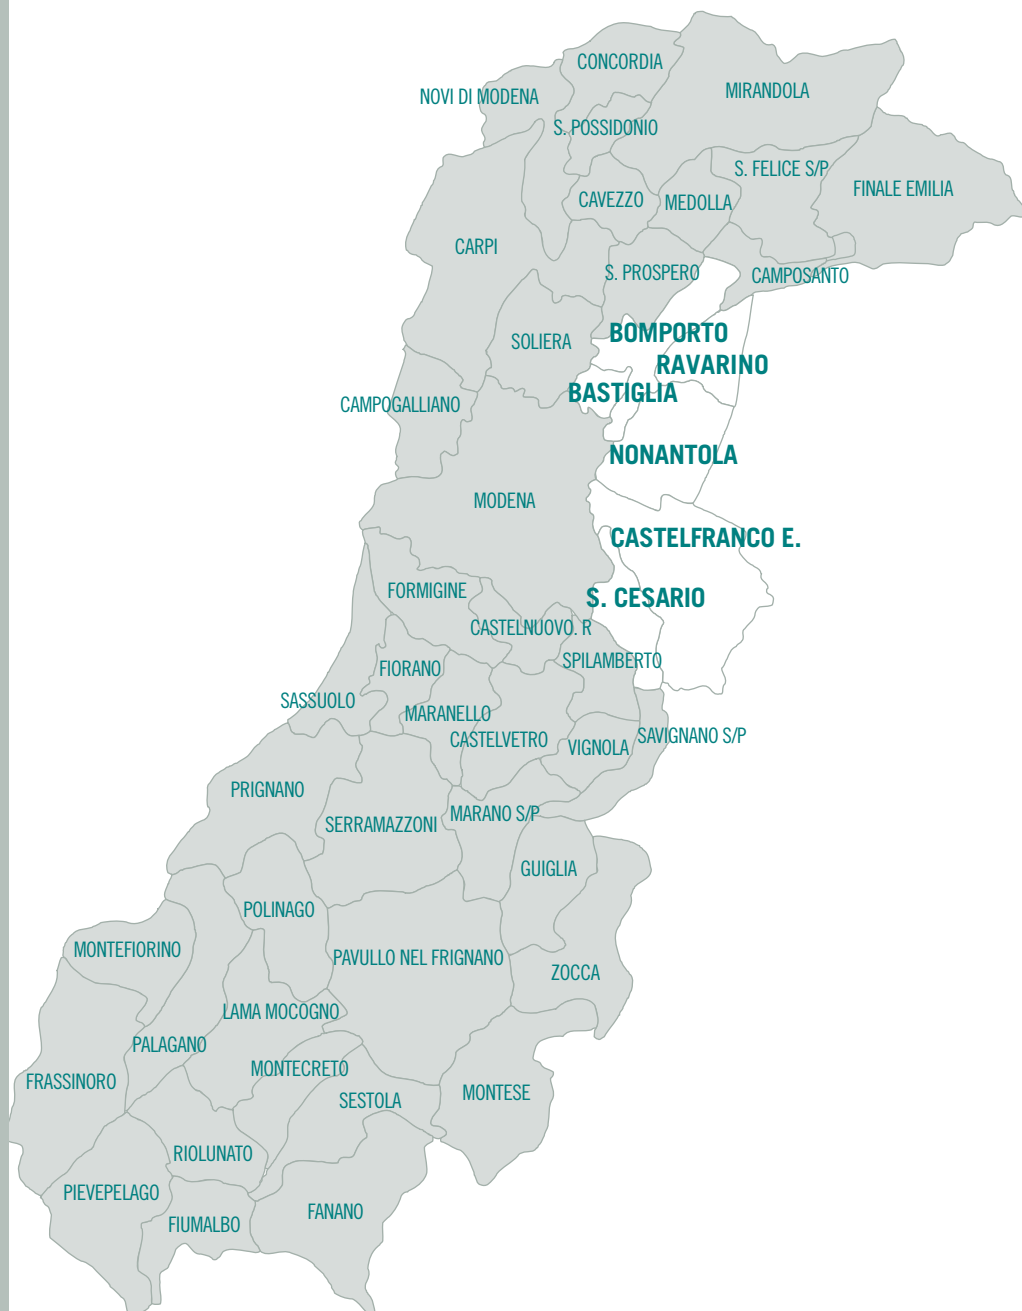 CONCORDIA
MIRANDOLA
NOVI DI MODENA
S. POSSIDONIO
S. FELICE S/P
FINALE EMILIA
CAVEZZO
MEDOLLA
CARPI
S. PROSPERO
CAMPOSANTO
BOMPORTO
SOLIERA
RAVARINO
BASTIGLIA
CAMPOGALLIANO
NONANTOLA
MODENA
CASTELFRANCO E.
FORMIGINE
S. CESARIO
CASTELNUOVO. R
SPILAMBERTO
FIORANO
SASSUOLO
MARANELLO
SAVIGNANO S/P
CASTELVETRO
VIGNOLA
PRIGNANO
MARANO S/P
SERRAMAZZONI
GUIGLIA
POLINAGO
MONTEFIORINO
PAVULLO NEL FRIGNANO
ZOCCA
LAMA MOCOGNO
PALAGANO
MONTECRETO
FRASSINORO
MONTESE
SESTOLA
RIOLUNATO
PIEVEPELAGO
FANANO
FIUMALBO